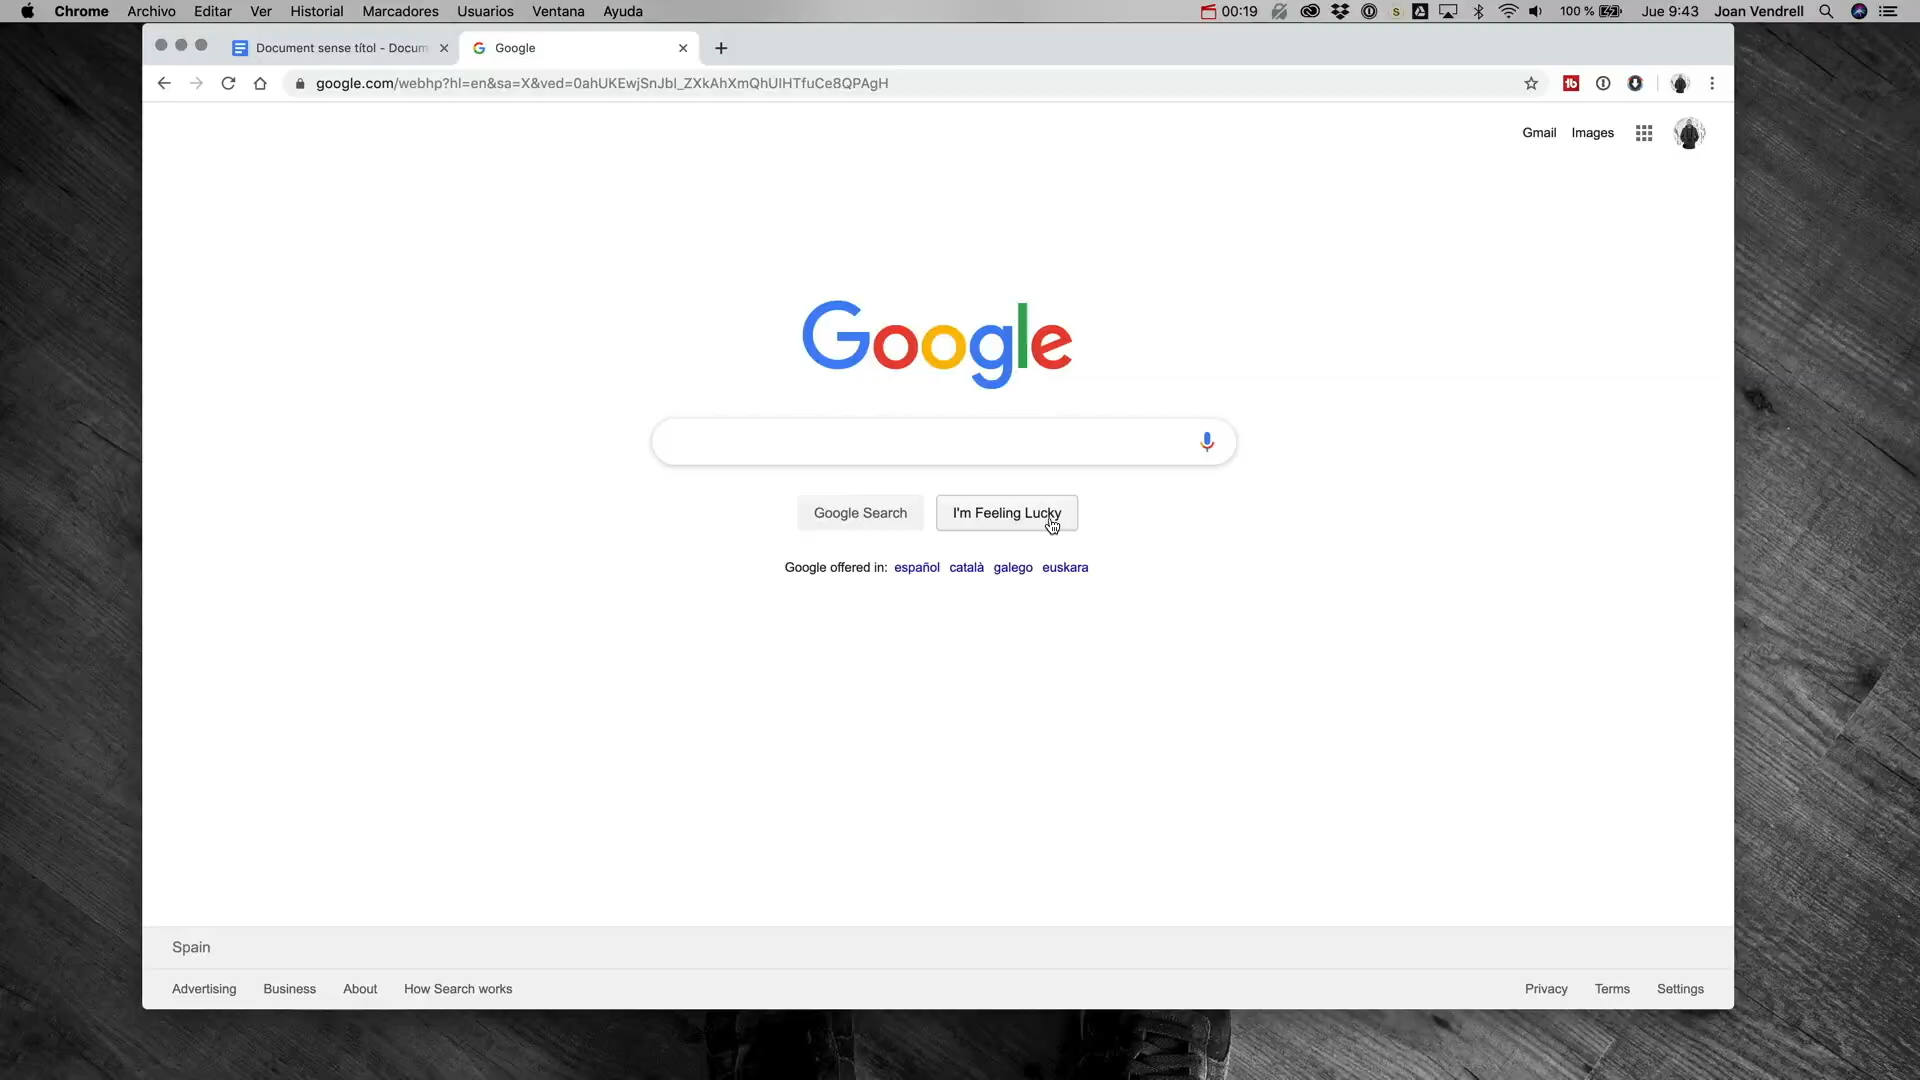 Chrome Archivo Editar Ver Historial Marcadores Usuarios Ventana Ayuda 00:19 100 % Jue 9:43 Joan Vendrell
Document sense títol - Docum Google
google.com/webhp?hl=en&sa=X&ved=0ahUKEwjSnJbl_ZXkAhXmQhUIHTfuCe8QPAgH
Gmail Images
Google
Google Search I'm Feeling Lucky
Google offered in: español català galego euskara
Spain
Advertising Business About How Search works Privacy Terms Settings